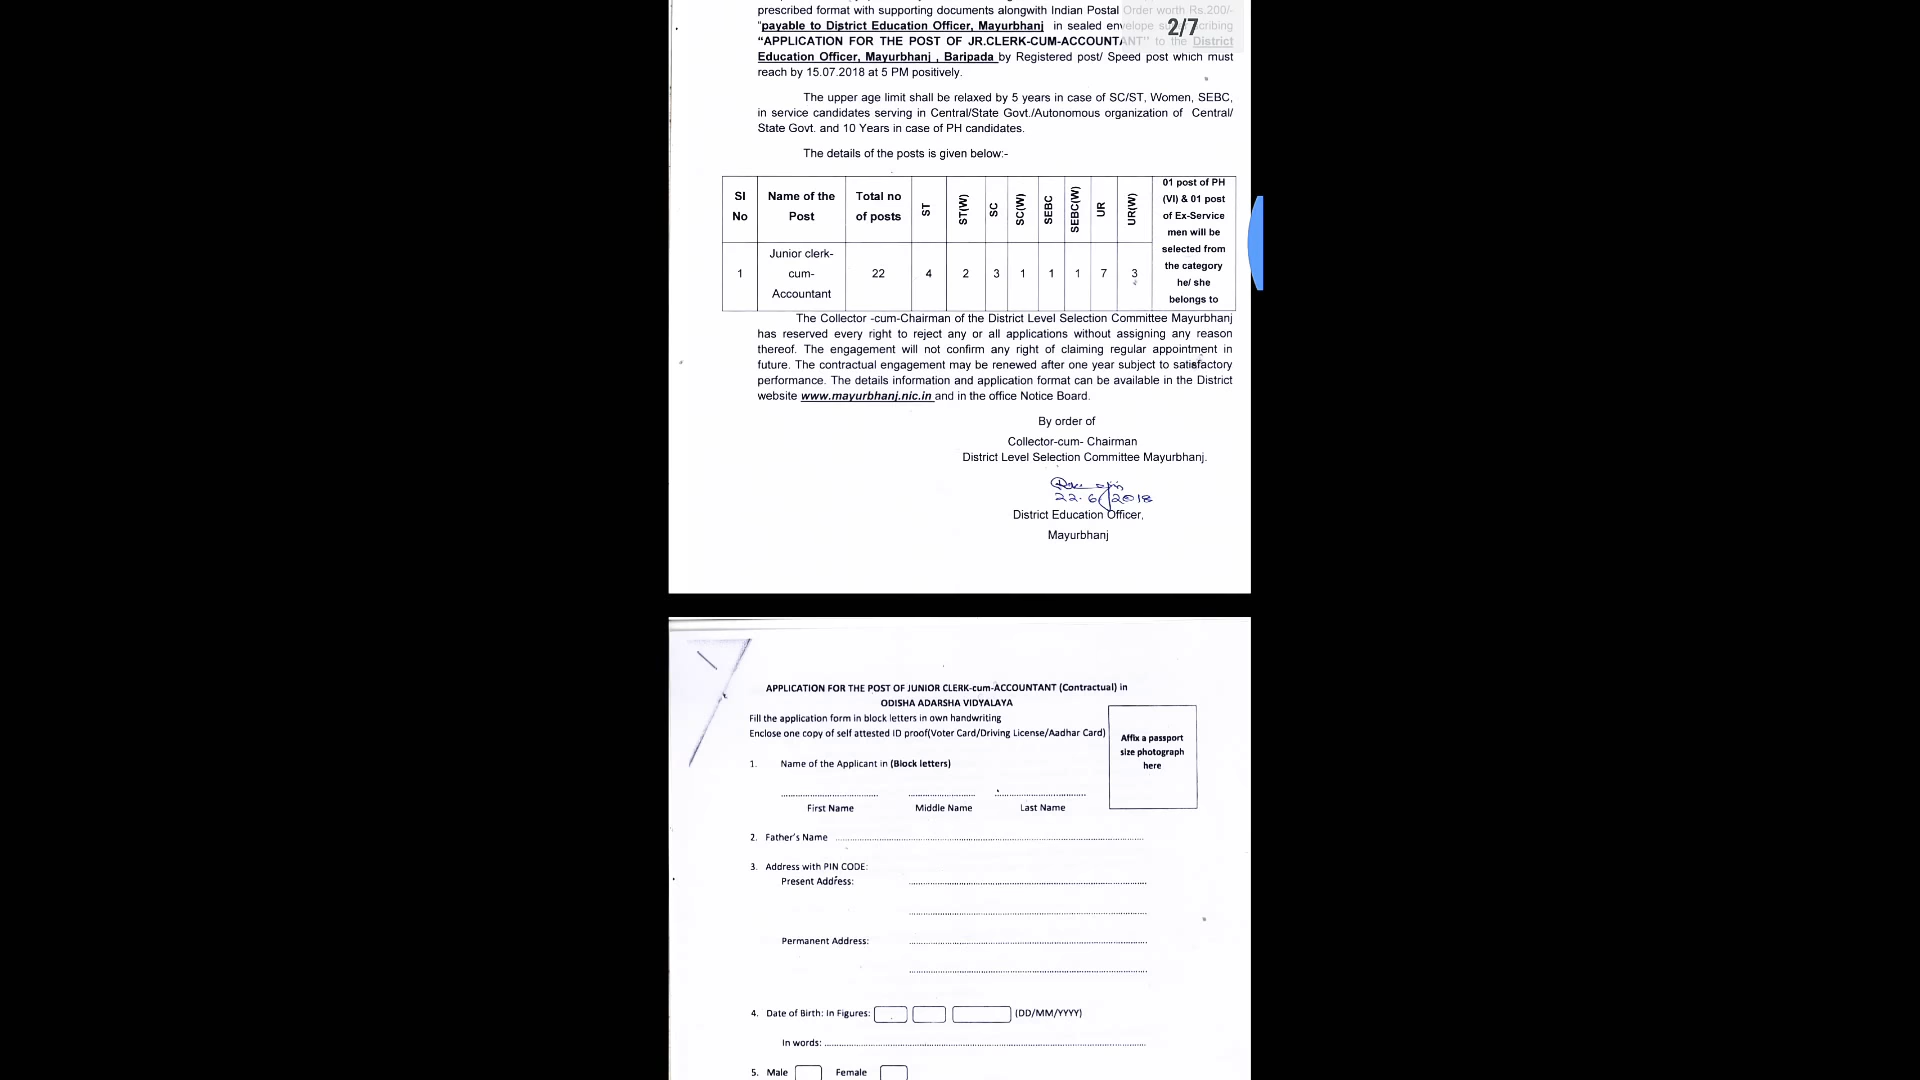 prescribed format with supporting documents alongwith Indian Postal Order worth Rs.200/-
"payable to District Education Officer, Mayurbhanj in sealed envelope scribing
2/7
"APPLICATION FOR THE POST OF JR.CLERK-CUM-ACCOUNTANT" to the District
Education Officer, Mayurbhanj , Baripada by Registered post/ Speed post which must
reach by 15.07.2018 at 5 PM positively.
The upper age limit shall be relaxed by 5 years in case of SC/ST, Women, SEBC,
in service candidates serving in Central/State Govt./Autonomous organization of Central/
State Govt. and 10 Years in case of PH candidates.
The details of the posts is given below:-
Sl No | Name of the Post | Total no of posts | ST | ST(W) | SC | SC(W) | SEBC | SEBC(W) | UR | UR(W) | 01 post of PH (VI) & 01 post of Ex-Service men will be selected from the category he/ she belongs to
1 | Junior clerk-cum-Accountant | 22 | 4 | 2 | 3 | 1 | 1 | 1 | 7 | 3
The Collector -cum-Chairman of the District Level Selection Committee Mayurbhanj
has reserved every right to reject any or all applications without assigning any reason
thereof. The engagement will not confirm any right of claiming regular appointment in
future. The contractual engagement may be renewed after one year subject to satisfactory
performance. The details information and application format can be available in the District
website www.mayurbhanj.nic.in and in the office Notice Board.
By order of
Collector-cum- Chairman
District Level Selection Committee Mayurbhanj.
22.6/2018
District Education Officer,
Mayurbhanj
APPLICATION FOR THE POST OF JUNIOR CLERK-cum-ACCOUNTANT (Contractual) in
ODISHA ADARSHA VIDYALAYA
Fill the application form in block letters in own handwriting
Enclose one copy of self attested ID proof(Voter Card/Driving License/Aadhar Card)
Affix a passport
size photograph
here
1. Name of the Applicant in (Block letters)
First Name Middle Name Last Name
2. Father's Name
3. Address with PIN CODE:
Present Address:
Permanent Address:
4. Date of Birth: In Figures: (DD/MM/YYYY)
In words:
5. Male Female